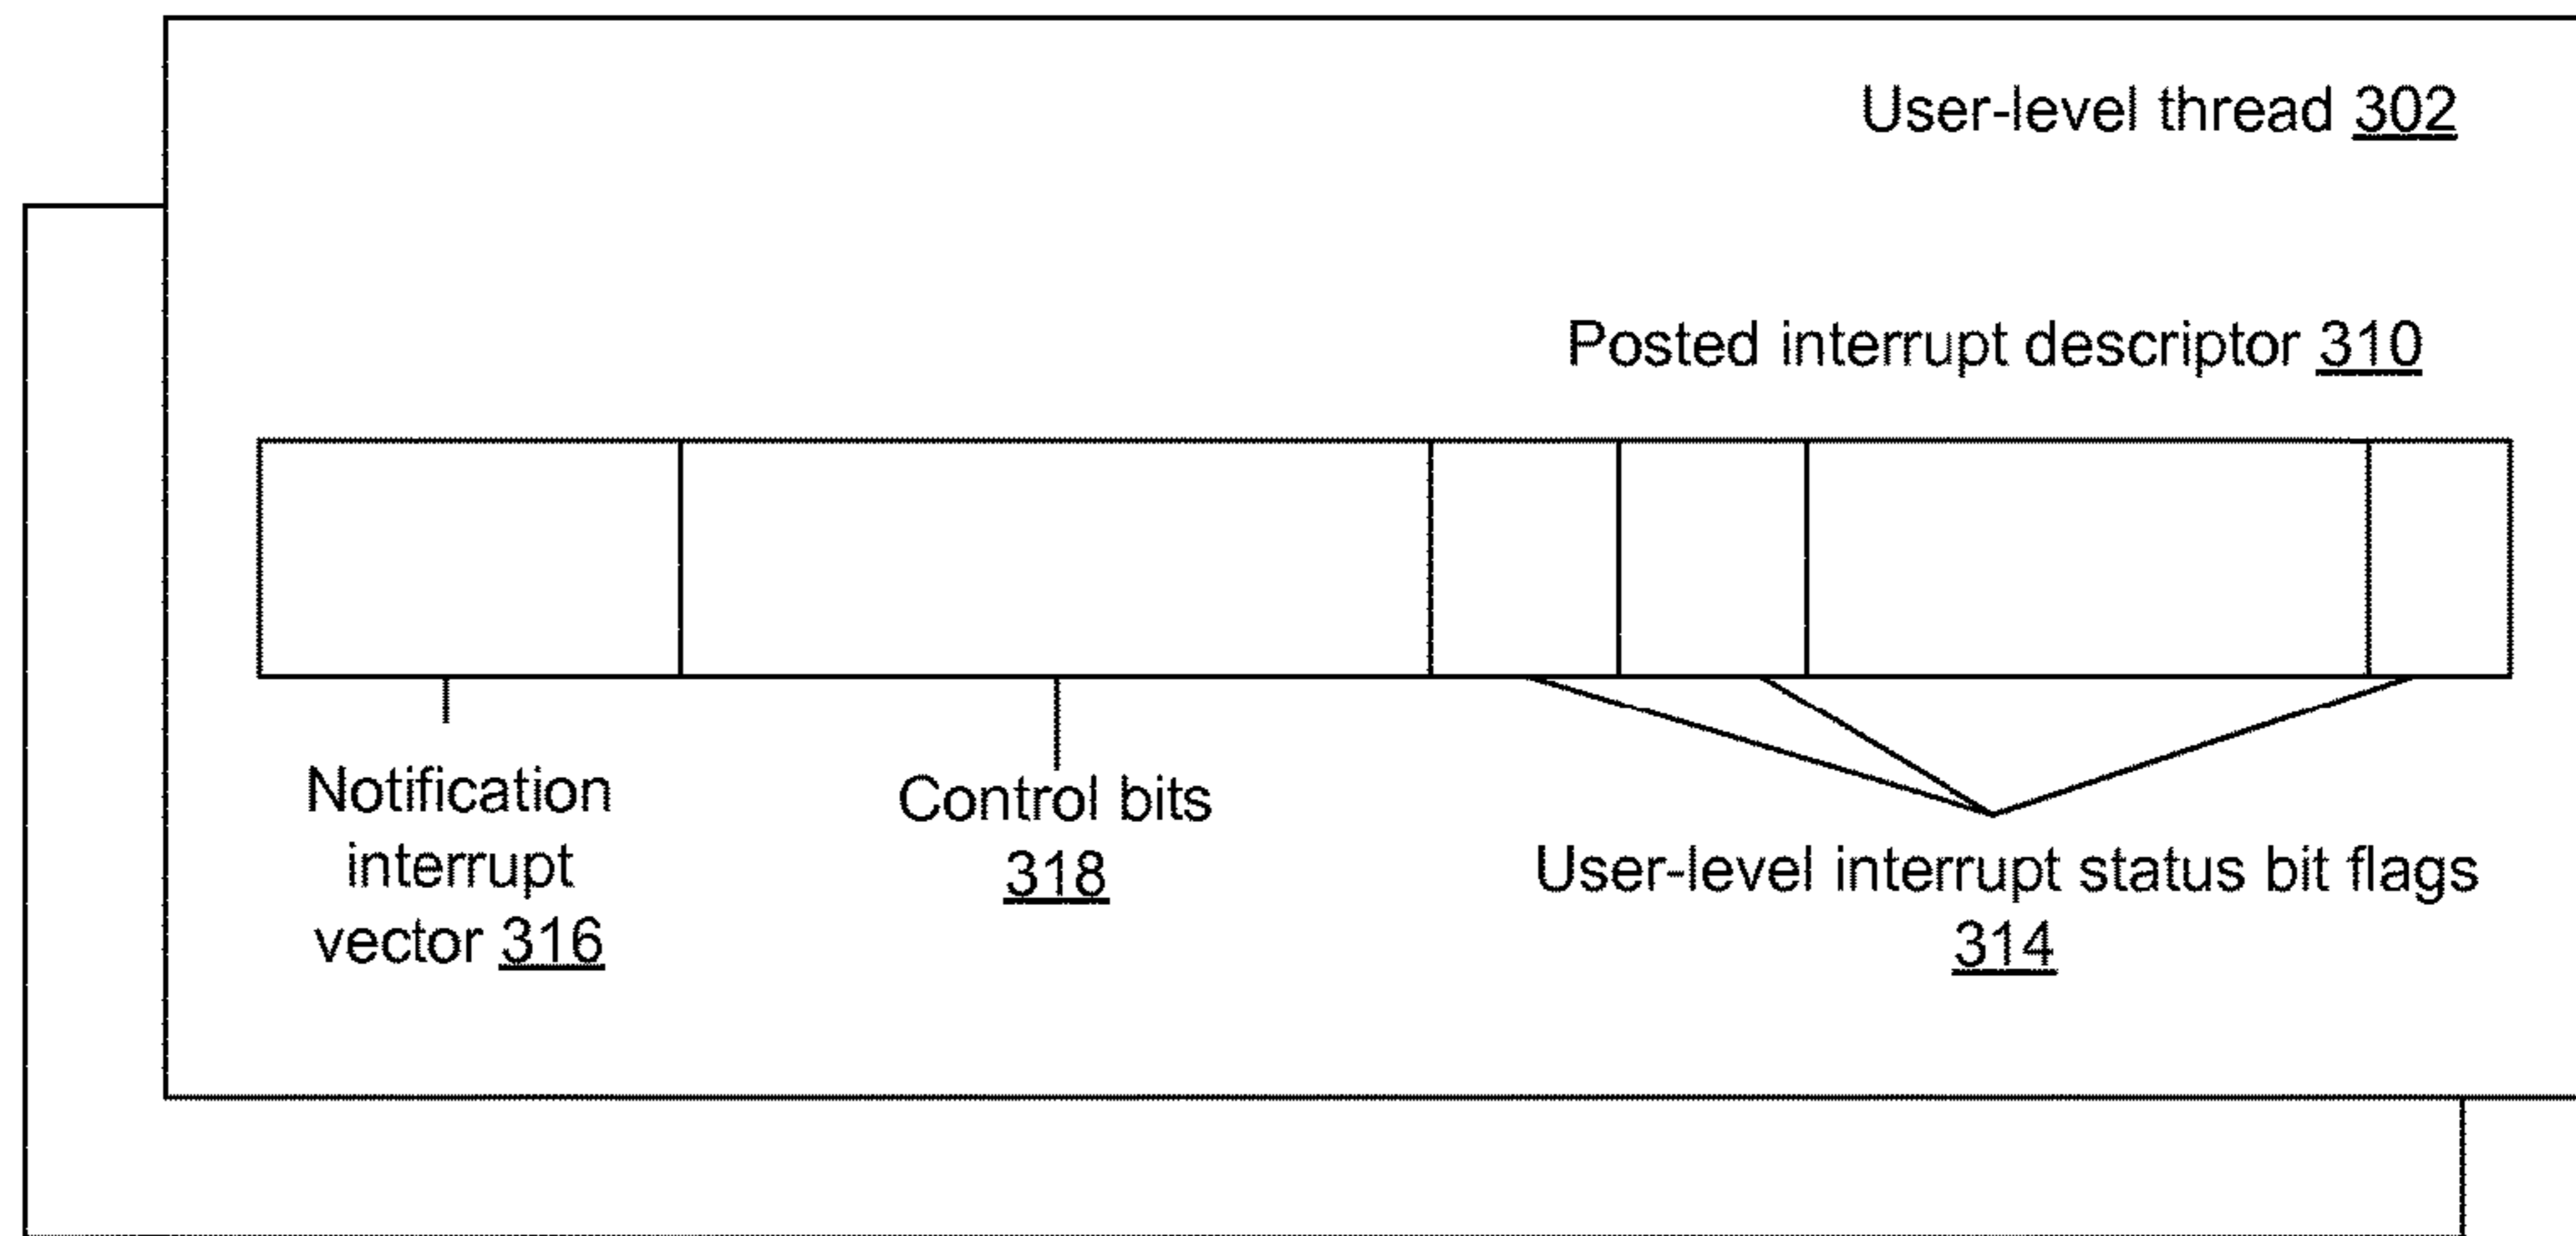 User-level thread 302
Posted interrupt descriptor 310
Notification
interrupt
vector 316
Control bits
318
User-level interrupt status bit flags
314